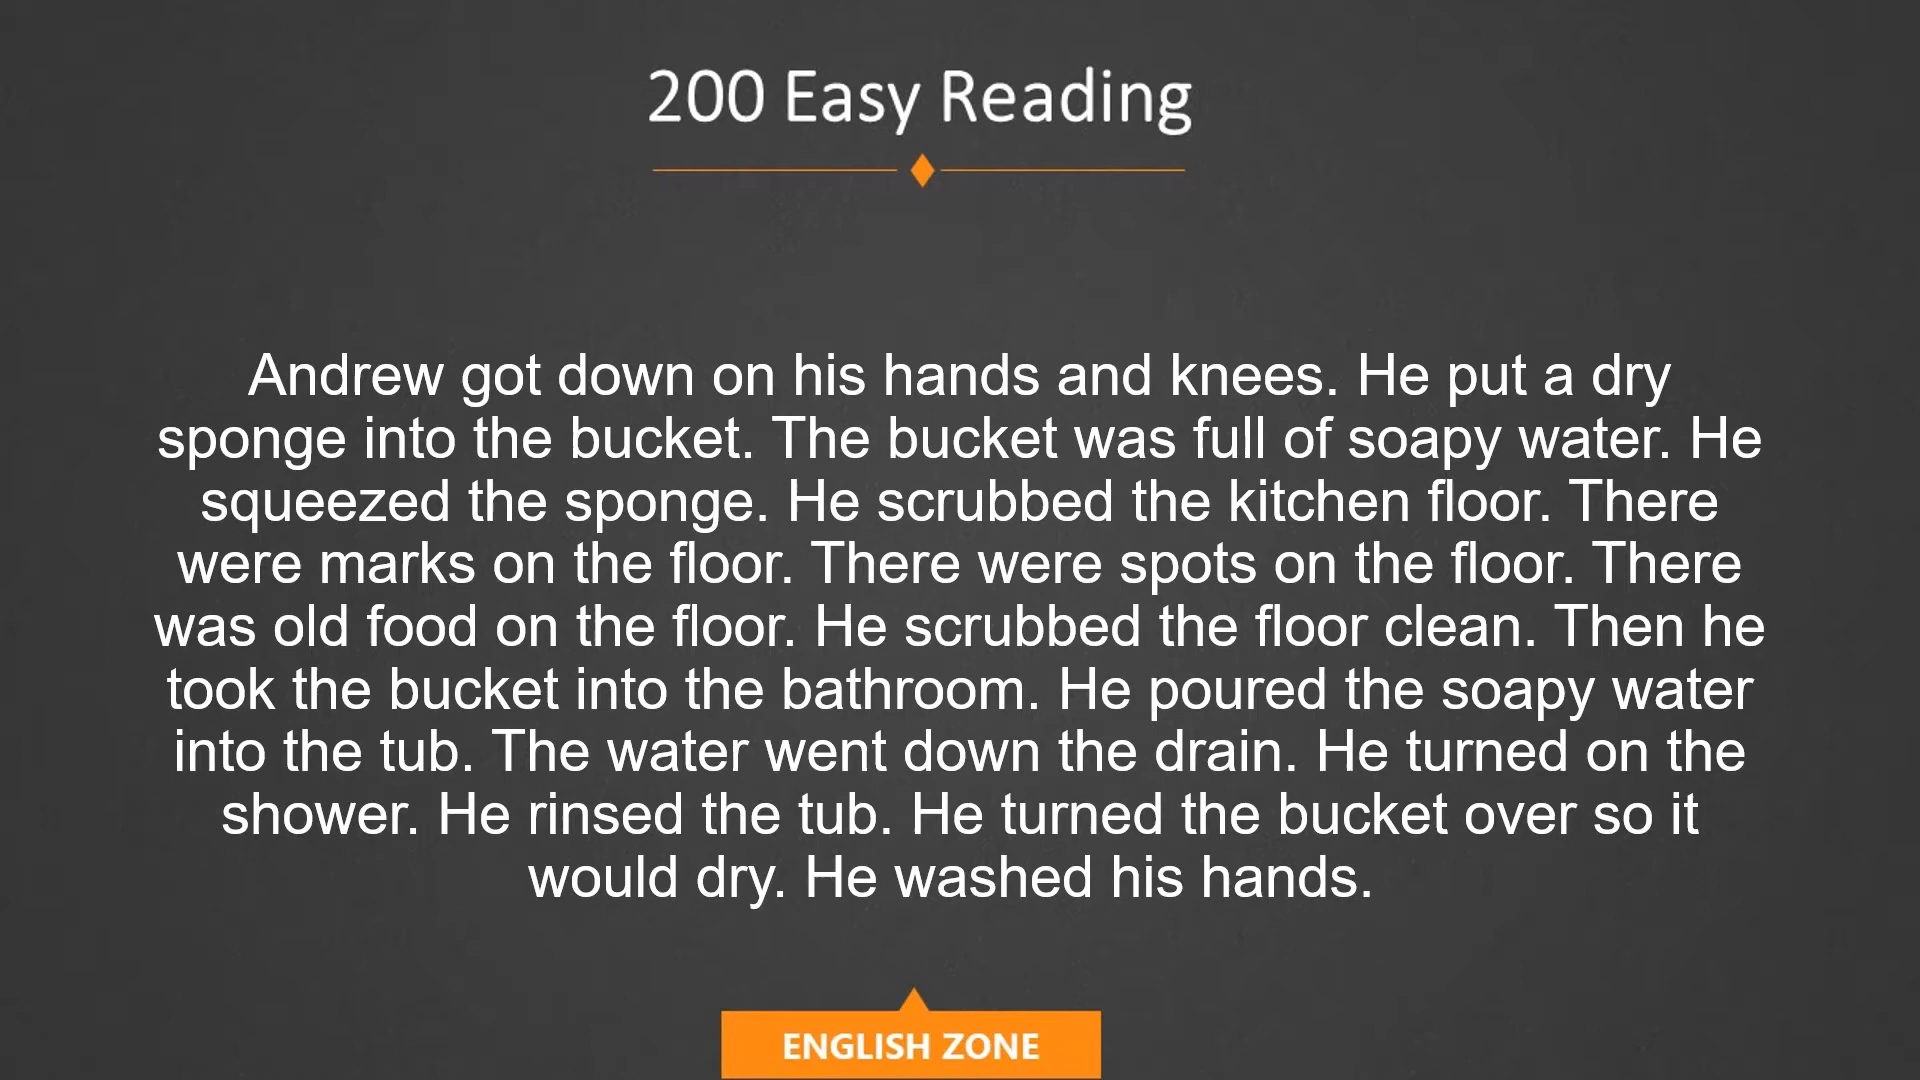 200 Easy Reading
Andrew got down on his hands and knees. He put a dry
sponge into the bucket. The bucket was full of soapy water. He
squeezed the sponge. He scrubbed the kitchen floor. There
were marks on the floor. There were spots on the floor. There
was old food on the floor. He scrubbed the floor clean. Then he
took the bucket into the bathroom. He poured the soapy water
into the tub. The water went down the drain. He turned on the
shower. He rinsed the tub. He turned the bucket over so it
would dry. He washed his hands.
ENGLISH ZONE